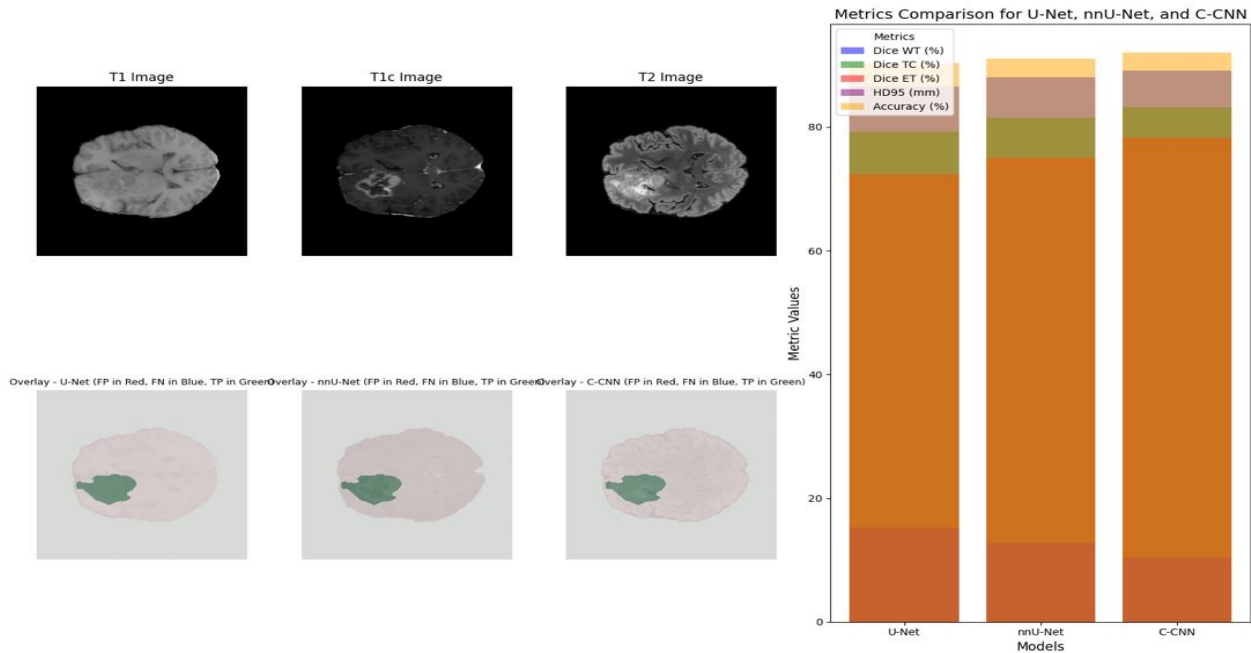 T1 Image
T1c Image
T2 Image
Overlay - U-Net (FP in Red, FN in Blue, TP in Green)
Overlay - nnU-Net (FP in Red, FN in Blue, TP in Green)
Overlay - C-CNN (FP in Red, FN in Blue, TP in Green)
Metrics Comparison for U-Net, nnU-Net, and C-CNN
Metrics
Dice WT (%)
Dice TC (%)
Dice ET (%)
HD95 (mm)
Accuracy (%)
Metric Values
80
60
40
20
0
U-Net
nnU-Net
C-CNN
Models